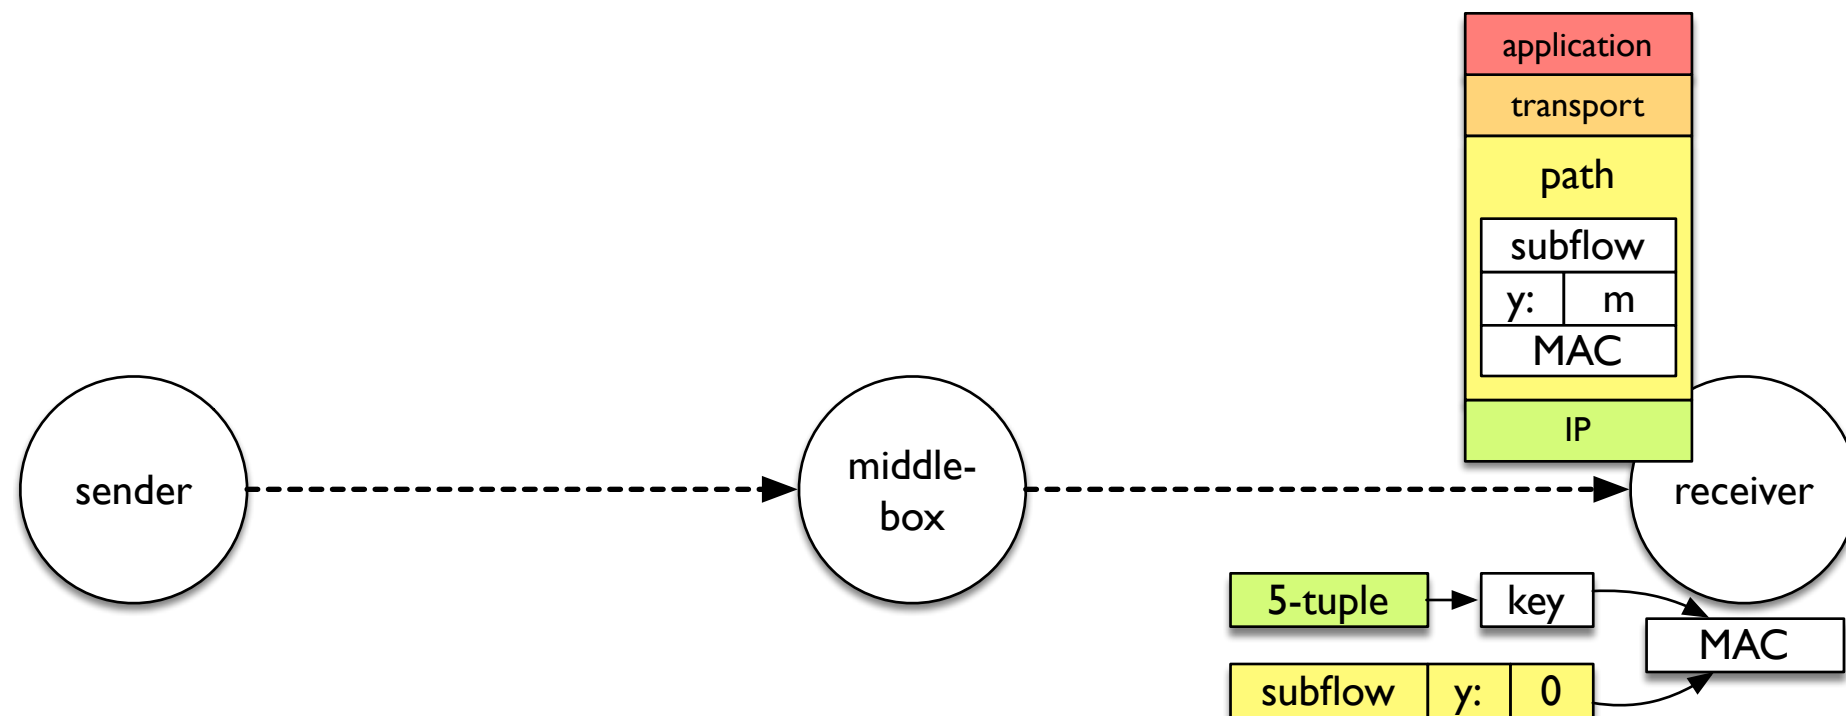 application
transport
path
subflow
y: m
MAC
IP
sender
middle-
box
receiver
5-tuple key
MAC
subflow y: 0